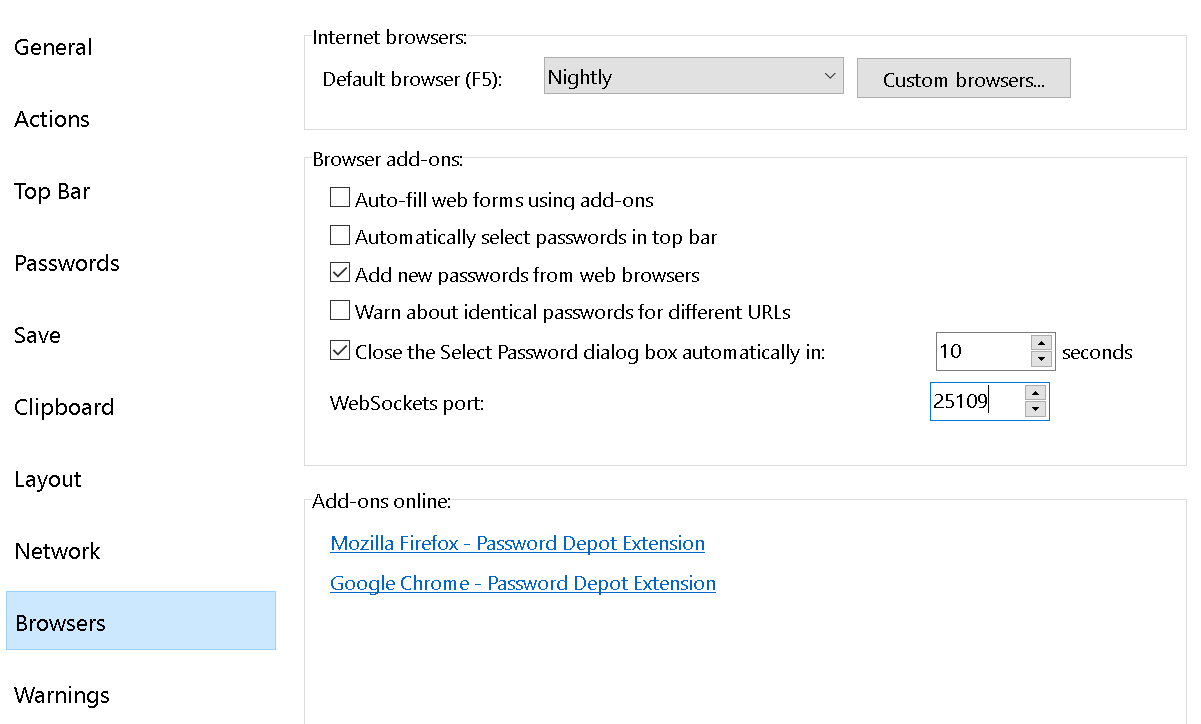 General
Actions
Top Bar
Passwords
Save
Clipboard
Layout
Network
Browsers
Warnings
Internet browsers:
Default browser (F5): Nightly Custom browsers...
Browser add-ons:
Auto-fill web forms using add-ons
Automatically select passwords in top bar
Add new passwords from web browsers
Warn about identical passwords for different URLs
Close the Select Password dialog box automatically in: 10 seconds
WebSockets port: 25109
Add-ons online:
Mozilla Firefox - Password Depot Extension
Google Chrome - Password Depot Extension